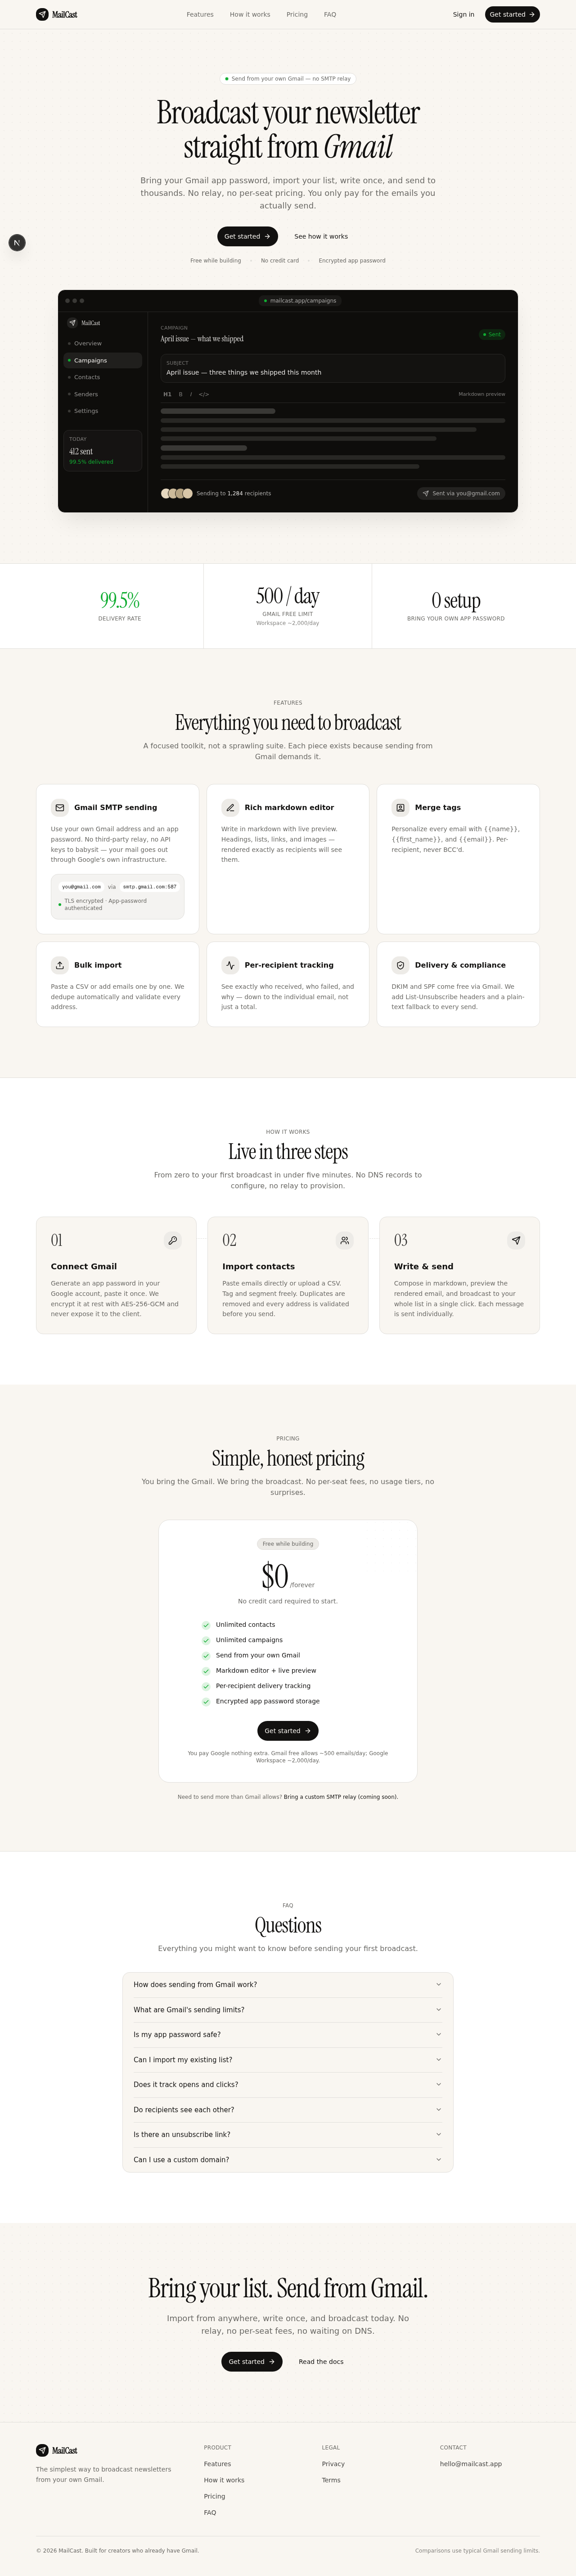 MailCast
Features
How it works
Pricing
FAQ
Sign in
Get started
Send from your own Gmail — no SMTP relay
Broadcast your newsletter
straight from Gmail
Bring your Gmail app password, import your list, write once, and send to
thousands. No relay, no per-seat pricing. You only pay for the emails you
actually send.
Get started
See how it works
Free while building · No credit card · Encrypted app password
N
mailcast.app/campaigns
MailCast
Overview
Campaigns
Contacts
Senders
Settings
TODAY
412 sent
99.5% delivered
CAMPAIGN
April issue — what we shipped
Sent
SUBJECT
April issue — three things we shipped this month
H1 B I </>
Markdown preview
Sending to 1,284 recipients
Sent via you@gmail.com
99.5%
DELIVERY RATE
500 / day
GMAIL FREE LIMIT
Workspace ~2,000/day
0 setup
BRING YOUR OWN APP PASSWORD
FEATURES
Everything you need to broadcast
A focused toolkit, not a sprawling suite. Each piece exists because sending from
Gmail demands it.
Gmail SMTP sending
Use your own Gmail address and an app
password. No third-party relay, no API
keys to babysit — your mail goes out
through Google's own infrastructure.
you@gmail.com via smtp.gmail.com:587
TLS encrypted · App-password
authenticated
Rich markdown editor
Write in markdown with live preview.
Headings, lists, links, and images —
rendered exactly as recipients will see
them.
Merge tags
Personalize every email with {{name}},
{{first_name}}, and {{email}}. Per-
recipient, never BCC'd.
Bulk import
Paste a CSV or add emails one by one. We
dedupe automatically and validate every
address.
Per-recipient tracking
See exactly who received, who failed, and
why — down to the individual email, not
just a total.
Delivery & compliance
DKIM and SPF come free via Gmail. We
add List-Unsubscribe headers and a plain-
text fallback to every send.
HOW IT WORKS
Live in three steps
From zero to your first broadcast in under five minutes. No DNS records to
configure, no relay to provision.
01
Connect Gmail
Generate an app password in your
Google account, paste it once. We
encrypt it at rest with AES-256-GCM and
never expose it to the client.
02
Import contacts
Paste emails directly or upload a CSV.
Tag and segment freely. Duplicates are
removed and every address is validated
before you send.
03
Write & send
Compose in markdown, preview the
rendered email, and broadcast to your
whole list in a single click. Each message
is sent individually.
PRICING
Simple, honest pricing
You bring the Gmail. We bring the broadcast. No per-seat fees, no usage tiers, no
surprises.
Free while building
$0 /forever
No credit card required to start.
Unlimited contacts
Unlimited campaigns
Send from your own Gmail
Markdown editor + live preview
Per-recipient delivery tracking
Encrypted app password storage
Get started
You pay Google nothing extra. Gmail free allows ~500 emails/day; Google
Workspace ~2,000/day.
Need to send more than Gmail allows? Bring a custom SMTP relay (coming soon).
FAQ
Questions
Everything you might want to know before sending your first broadcast.
How does sending from Gmail work?
What are Gmail's sending limits?
Is my app password safe?
Can I import my existing list?
Does it track opens and clicks?
Do recipients see each other?
Is there an unsubscribe link?
Can I use a custom domain?
Bring your list. Send from Gmail.
Import from anywhere, write once, and broadcast today. No
relay, no per-seat fees, no waiting on DNS.
Get started
Read the docs
MailCast
The simplest way to broadcast newsletters
from your own Gmail.
PRODUCT
Features
How it works
Pricing
FAQ
LEGAL
Privacy
Terms
CONTACT
hello@mailcast.app
© 2026 MailCast. Built for creators who already have Gmail.
Comparisons use typical Gmail sending limits.